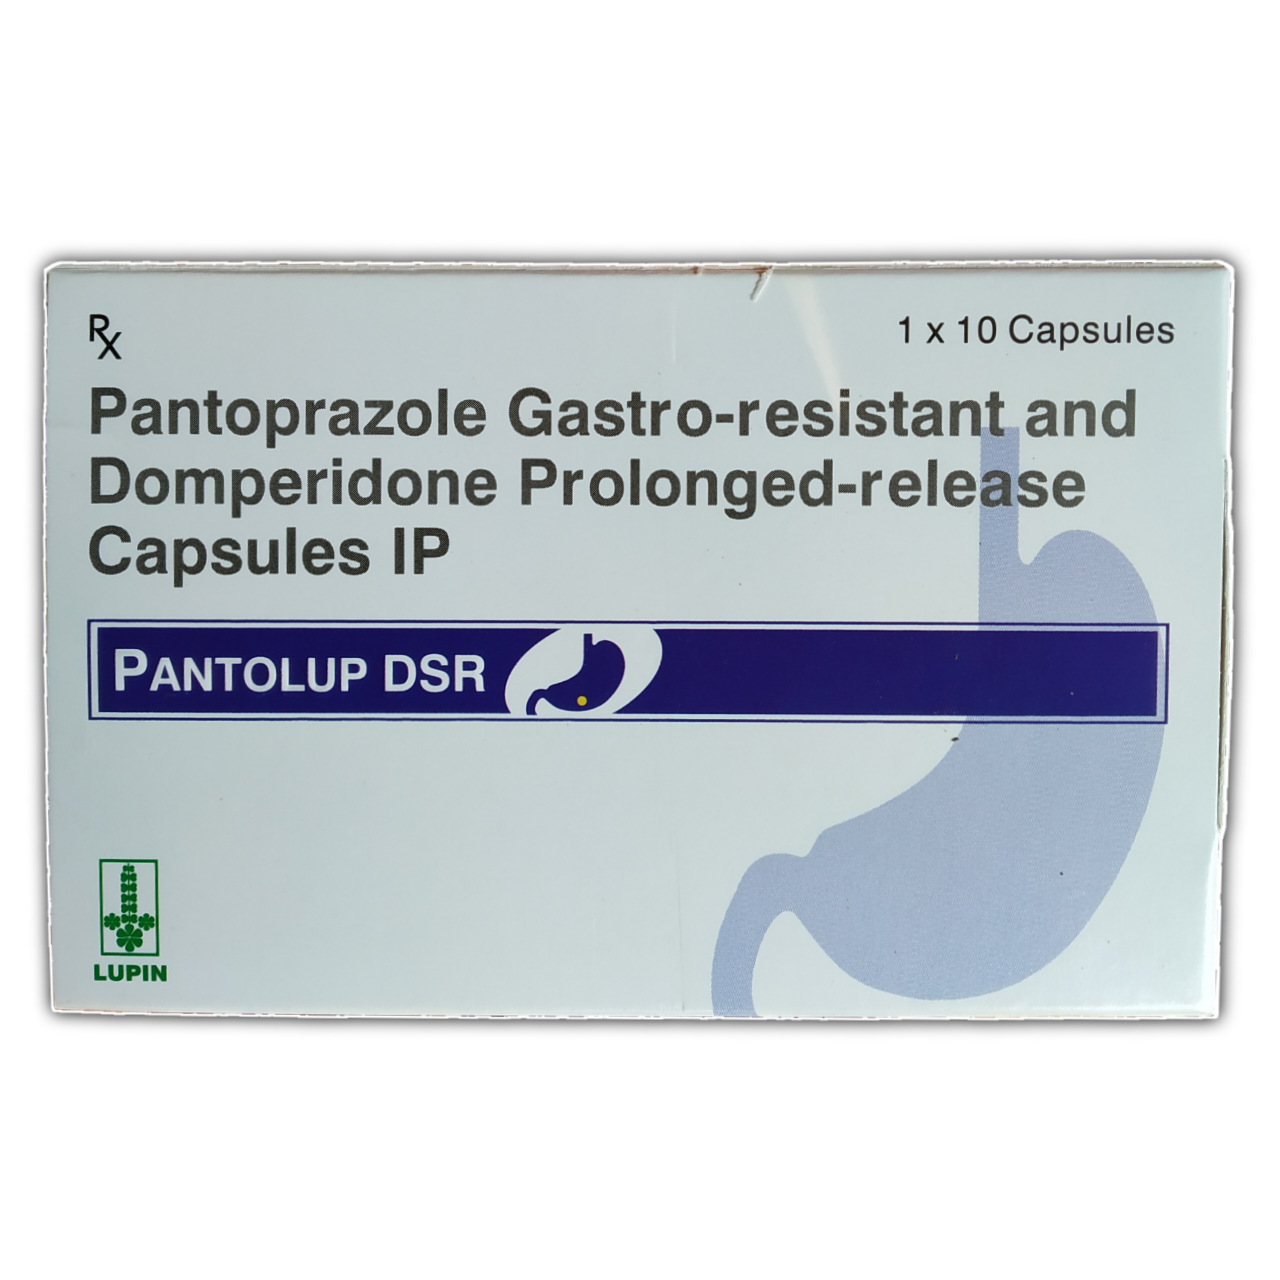 Rx
1 x 10 Capsules
Pantoprazole Gastro-resistant and
Domperidone Prolonged-release
Capsules IP
PANTOLUP DSR
LUPIN